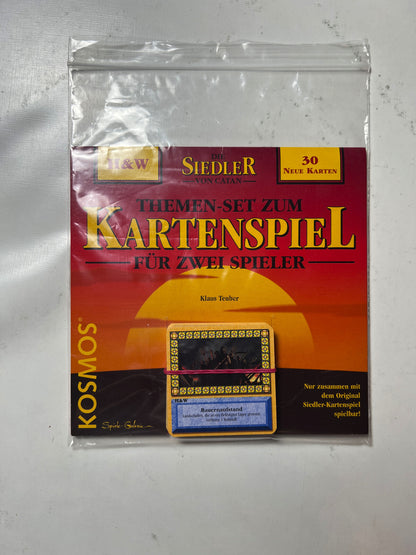 H&W
DIE
SIEDLER
VON CATAN
30
NEUE KARTEN
THEMEN-SET ZUM
KARTENSPIEL
FÜR ZWEI SPIELER
Klaus Teuber
KOSMOS
Nur zusammen mit
dem Original
Siedler-Kartenspiel
spielbar!
H&W
Bauernaufstand